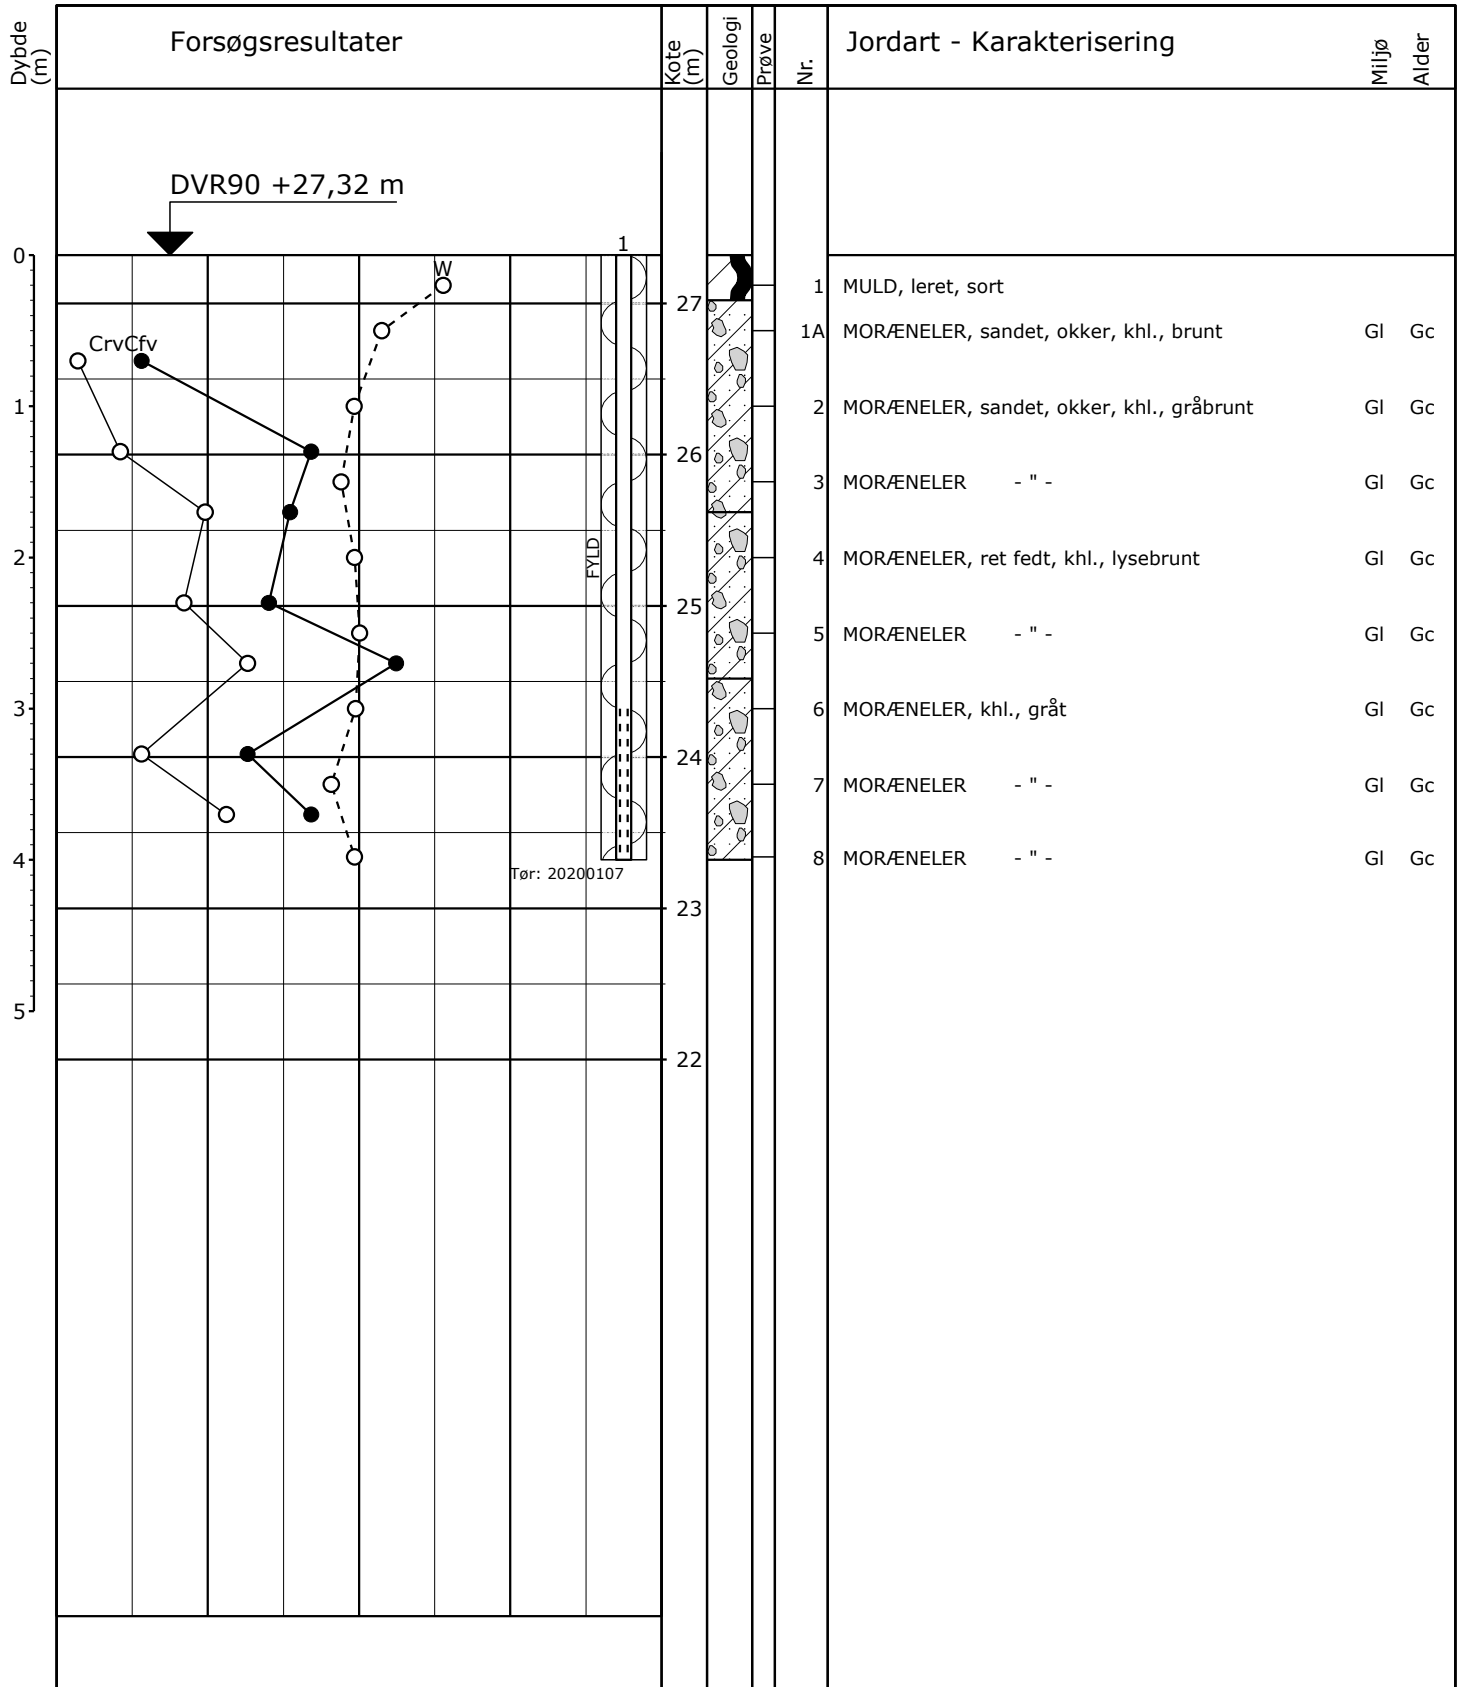 Dybde (m)
Forsøgsresultater
Kote (m)
Geologi
Prøve
Nr.
Jordart - Karakterisering
Miljø
Alder
DVR90 +27,32 m
0
1
W
1 MULD, leret, sort
27
1A MORÆNELER, sandet, okker, khl., brunt Gl Gc
CrvCfv
1
2 MORÆNELER, sandet, okker, khl., gråbrunt Gl Gc
26
3 MORÆNELER - " - Gl Gc
2
FYLD
4 MORÆNELER, ret fedt, khl., lysebrunt Gl Gc
25
5 MORÆNELER - " - Gl Gc
3
6 MORÆNELER, khl., gråt Gl Gc
24
7 MORÆNELER - " - Gl Gc
4
8 MORÆNELER - " - Gl Gc
Tør: 20200107
23
5
22